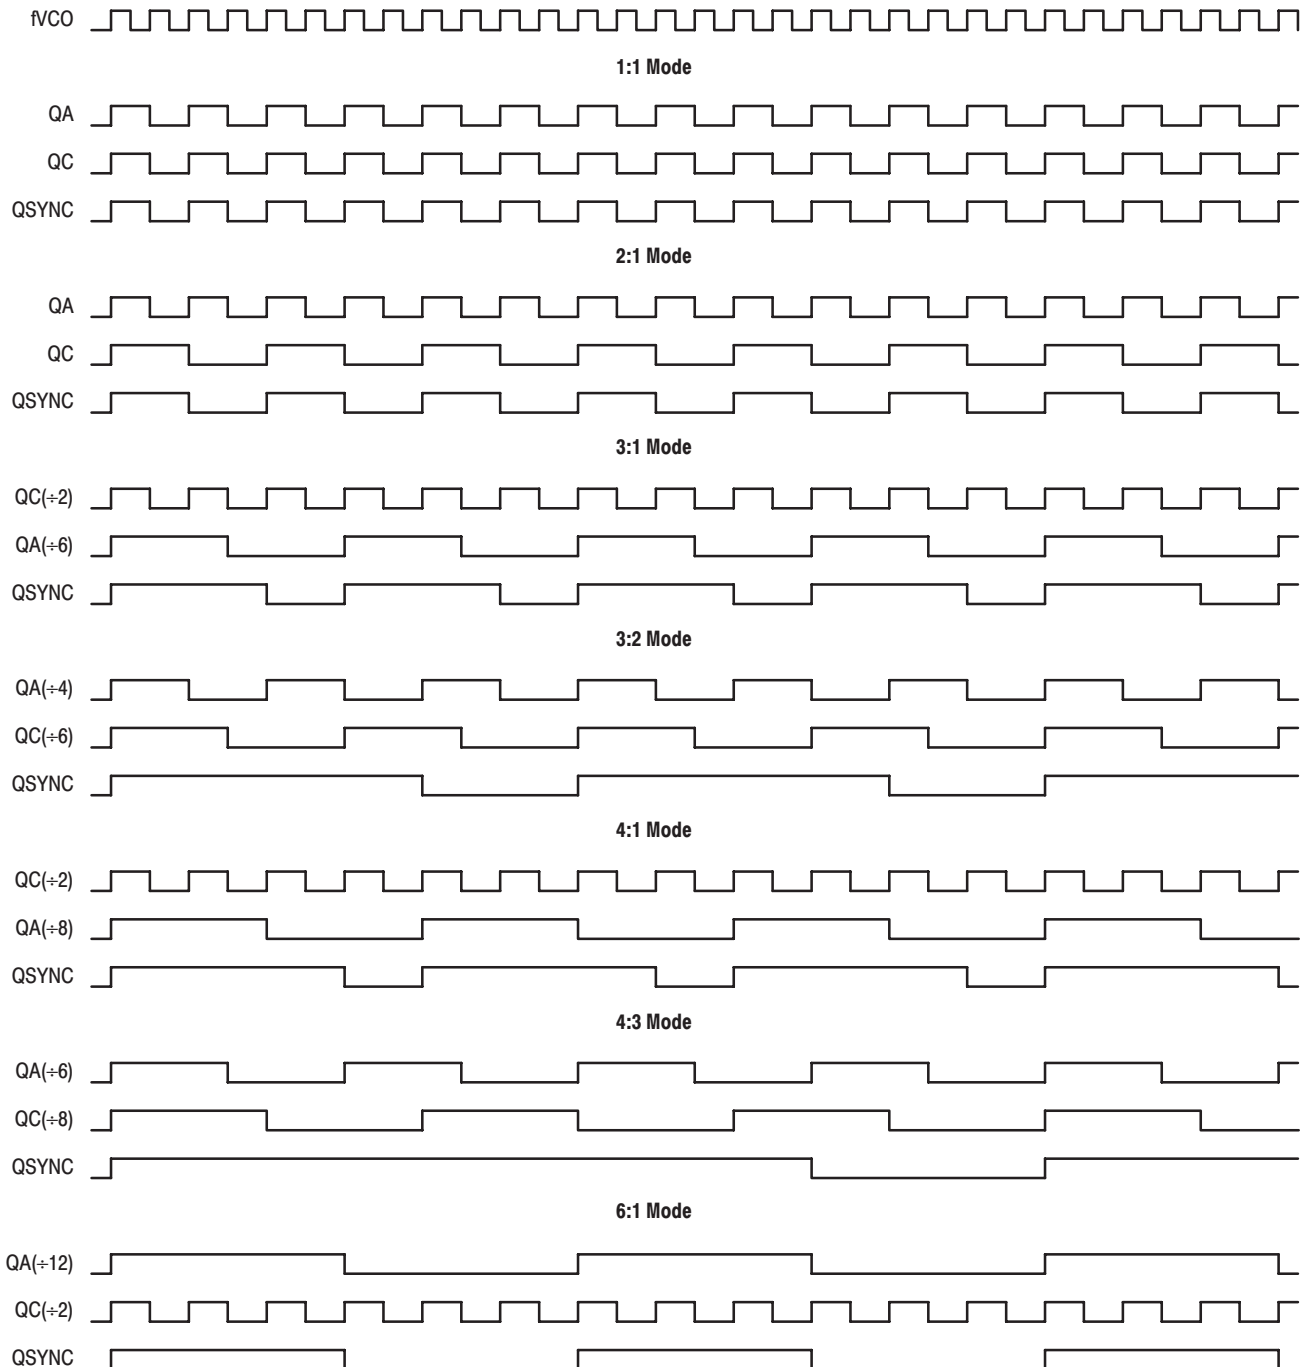 fVCO
1:1 Mode
QA
QC
QSYNC
2:1 Mode
QA
QC
QSYNC
3:1 Mode
QC(÷2)
QA(÷6)
QSYNC
3:2 Mode
QA(÷4)
QC(÷6)
QSYNC
4:1 Mode
QC(÷2)
QA(÷8)
QSYNC
4:3 Mode
QA(÷6)
QC(÷8)
QSYNC
6:1 Mode
QA(÷12)
QC(÷2)
QSYNC